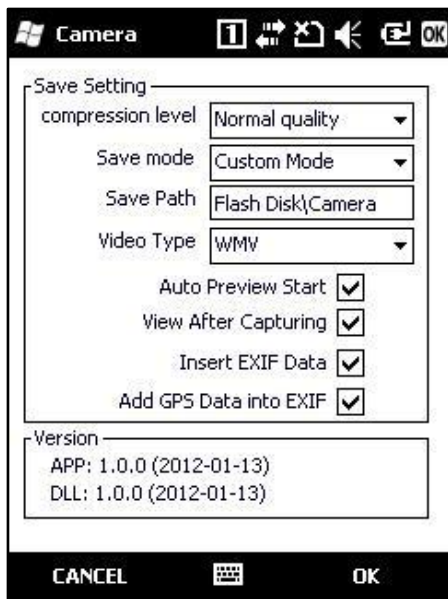 Camera 1 OK
Save Setting
compression level Normal quality
Save mode Custom Mode
Save Path Flash Disk\Camera
Video Type WMV
Auto Preview Start
View After Capturing
Insert EXIF Data
Add GPS Data into EXIF
Version
APP: 1.0.0 (2012-01-13)
DLL: 1.0.0 (2012-01-13)
CANCEL OK